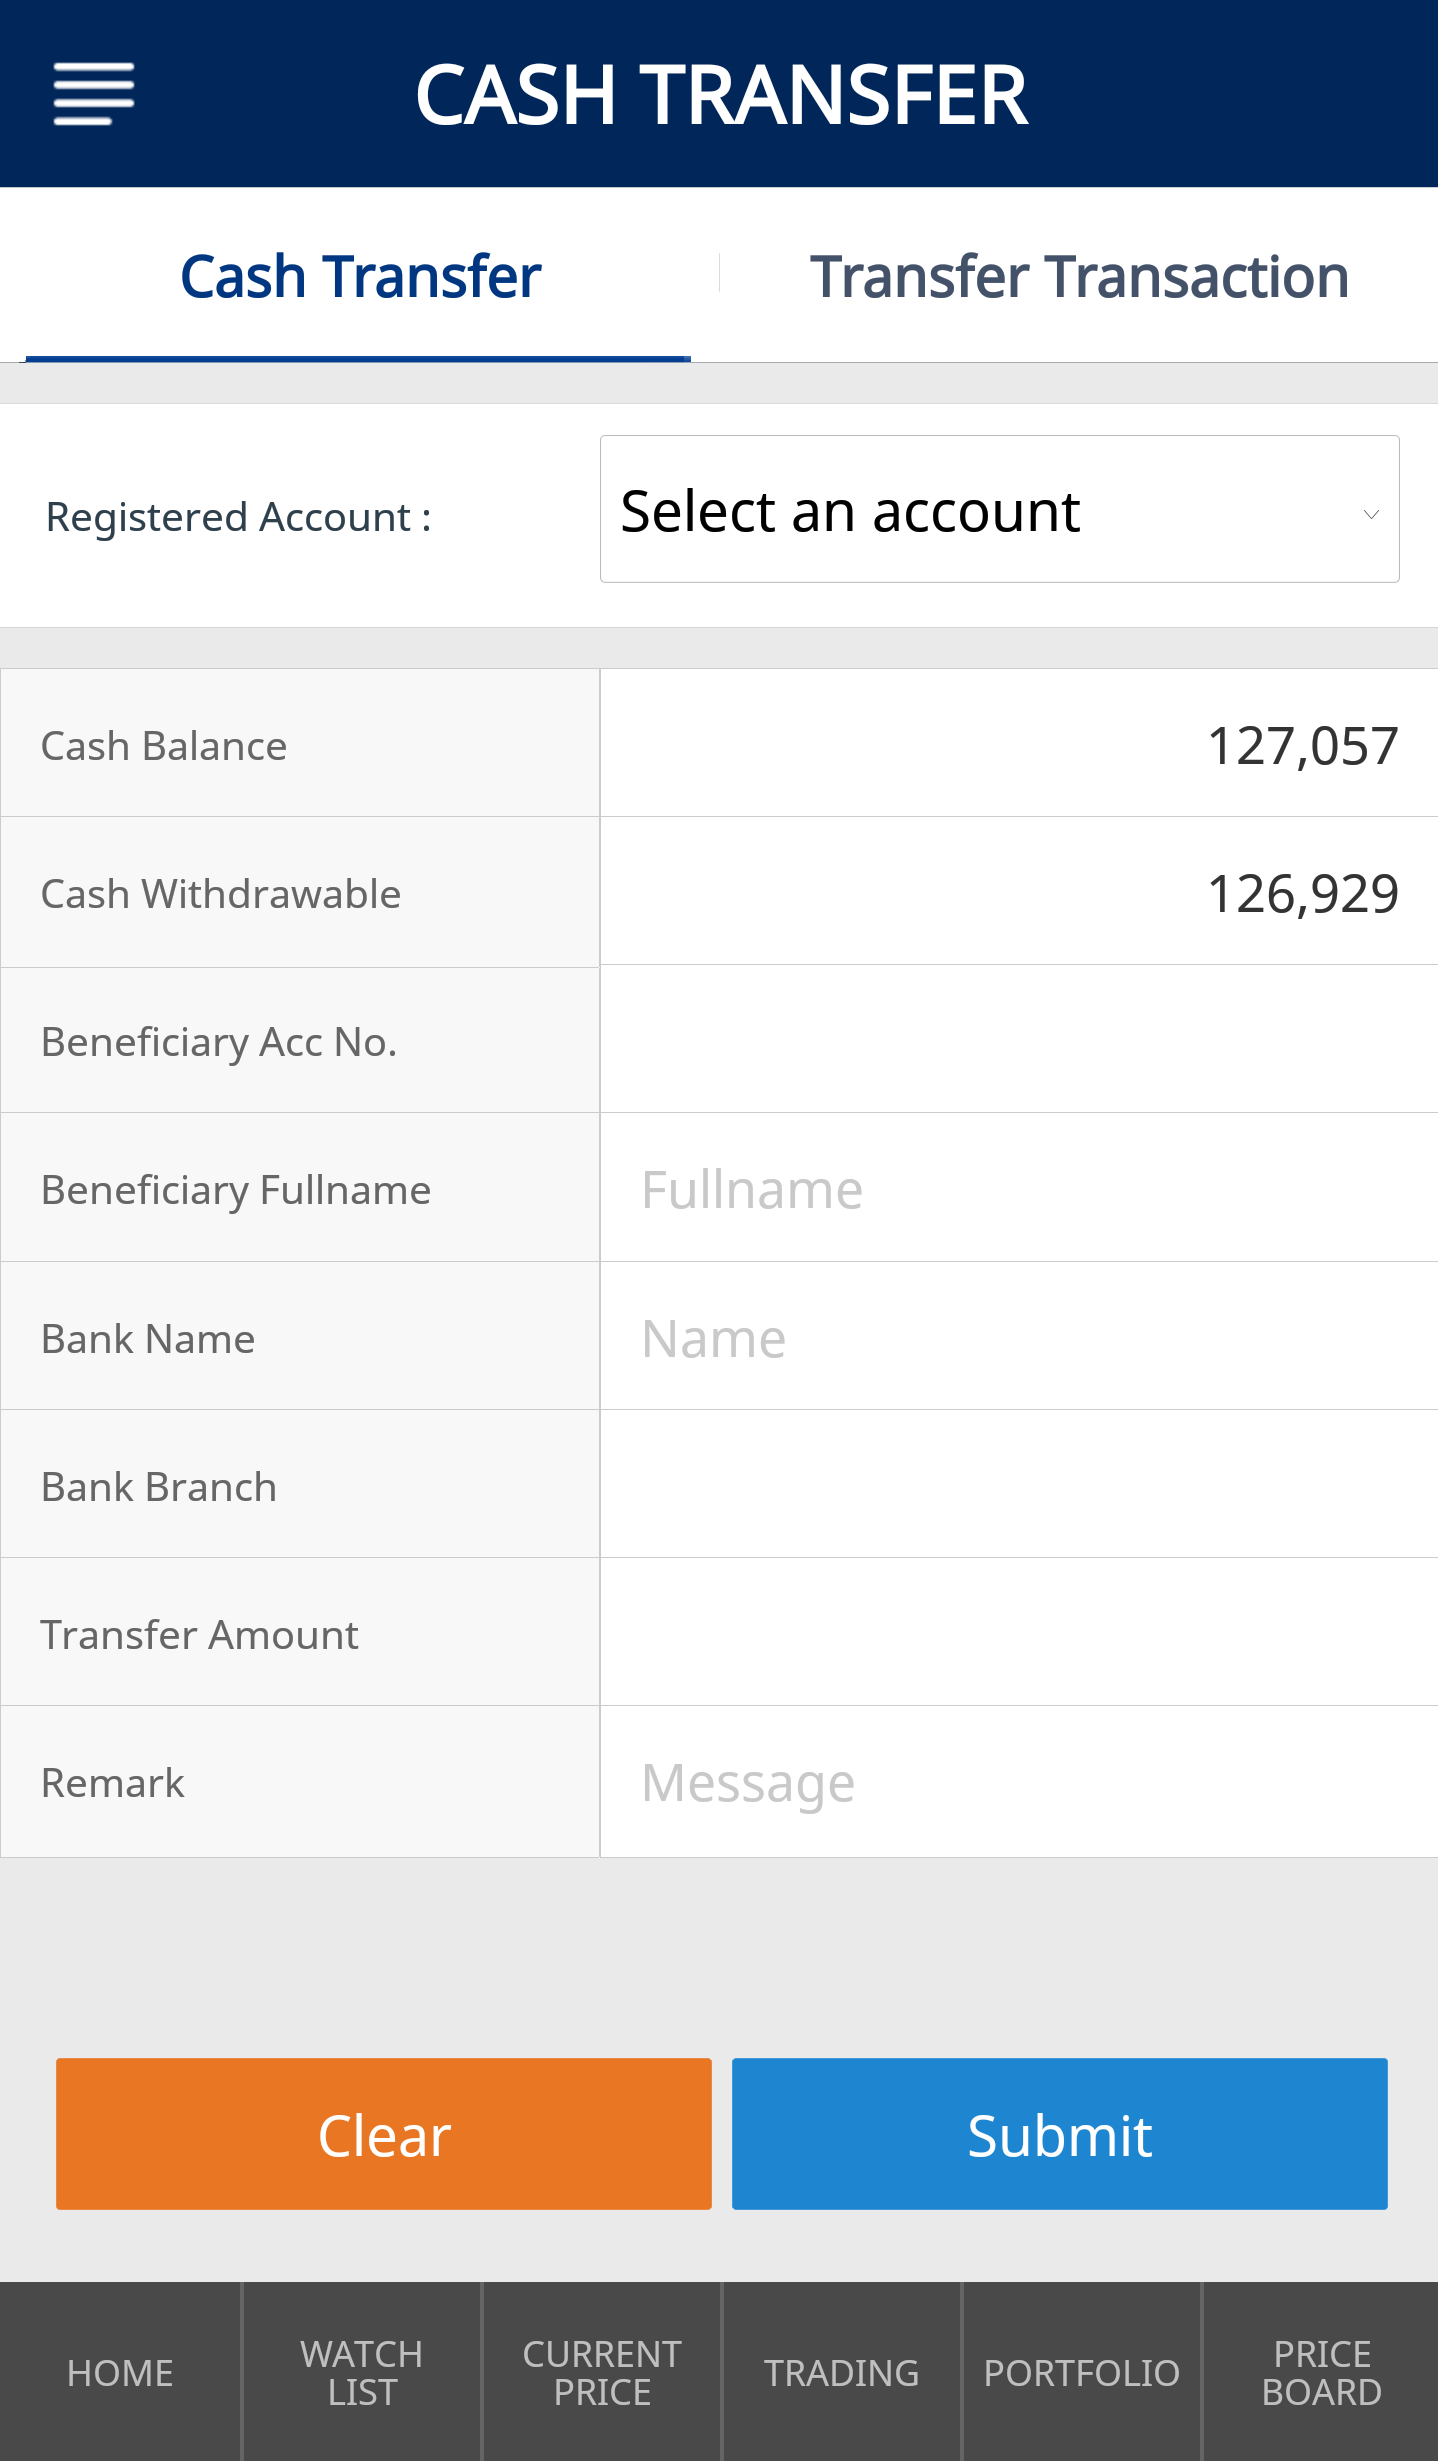 CASH TRANSFER
Cash Transfer
Transfer Transaction
Registered Account :
Select an account
Cash Balance
127,057
Cash Withdrawable
126,929
Beneficiary Acc No.
Beneficiary Fullname
Fullname
Bank Name
Name
Bank Branch
Transfer Amount
Remark
Message
Clear
Submit
HOME
WATCH
LIST
CURRENT
PRICE
TRADING
PORTFOLIO
PRICE
BOARD